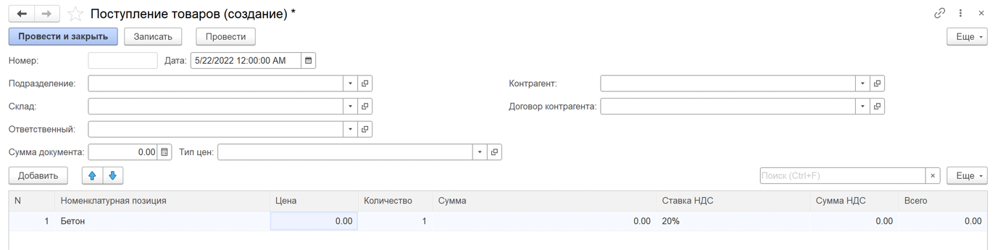 Поступление товаров (создание) *
Провести и закрыть Записать Провести Еще
Номер: Дата: 5/22/2022 12:00:00 AM
Подразделение: Контрагент:
Склад: Договор контрагента:
Ответственный:
Сумма документа: 0.00 Тип цен:
Добавить Поиск (Ctrl+F) × Еще
N Номенклатурная позиция Цена Количество Сумма Ставка НДС Сумма НДС Всего
1 Бетон 0.00 1 0.00 20% 0.00 0.00